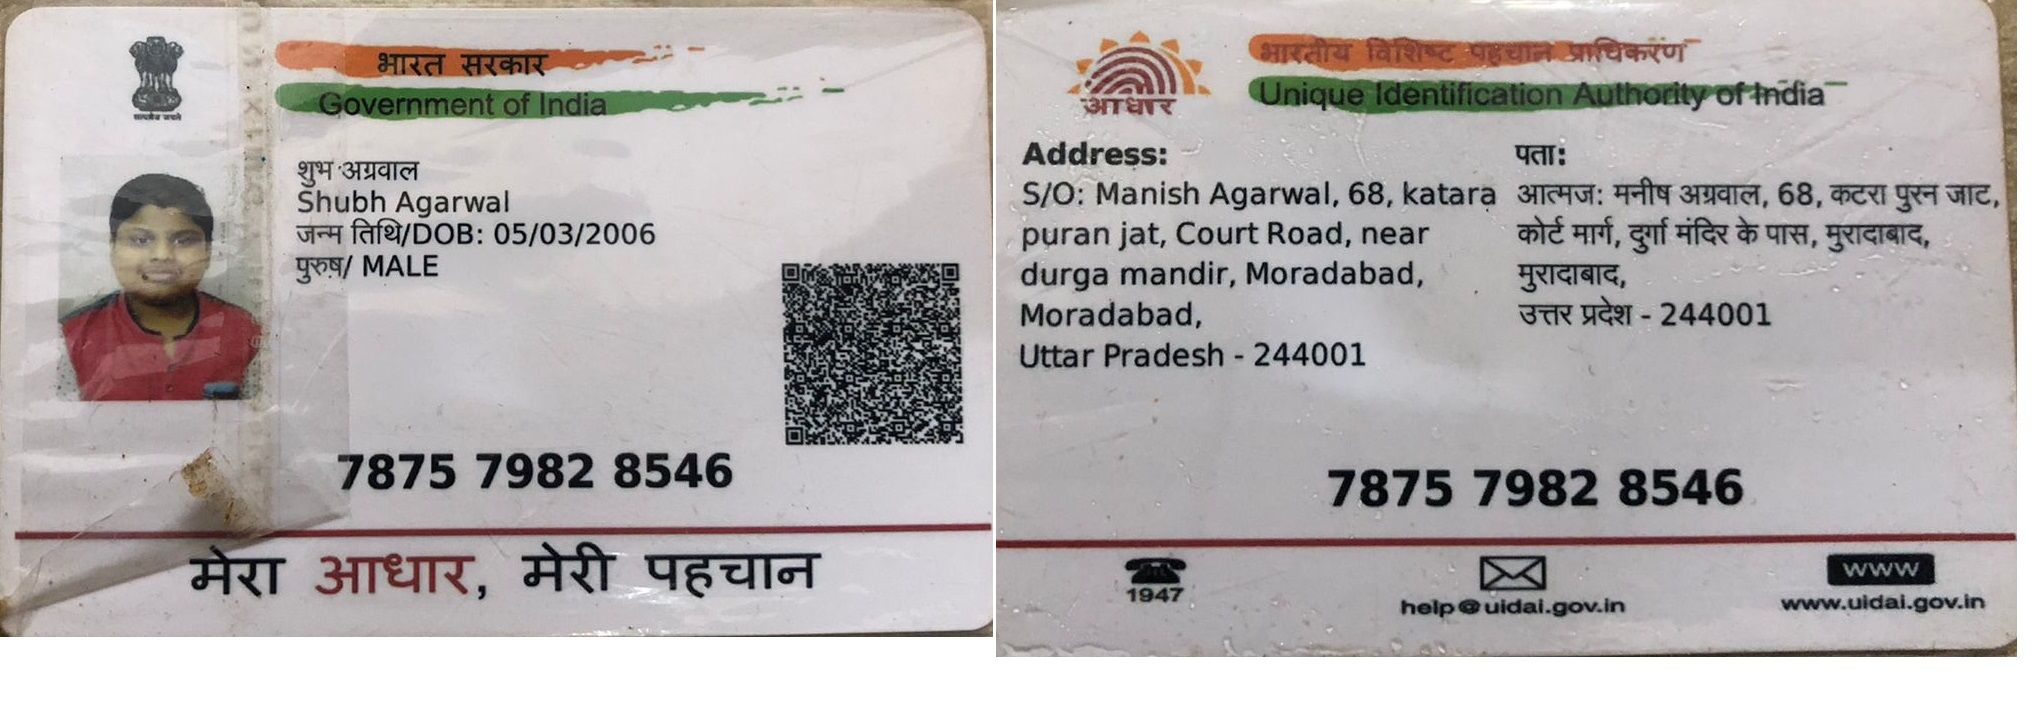 सत्यमेव जयते
भारत सरकार
Government of India
शुभ अग्रवाल
Shubh Agarwal
जन्म तिथि/DOB: 05/03/2006
पुरुष/ MALE
7875 7982 8546
मेरा आधार, मेरी पहचान
आधार
भारतीय विशिष्ट पहचान प्राधिकरण
Unique Identification Authority of India
Address:
S/O: Manish Agarwal, 68, katara
puran jat, Court Road, near
durga mandir, Moradabad,
Moradabad,
Uttar Pradesh - 244001
पता:
आत्मज: मनीष अग्रवाल, 68, कटरा पुरन जाट,
कोर्ट मार्ग, दुर्गा मंदिर के पास, मुरादाबाद,
मुरादाबाद,
उत्तर प्रदेश - 244001
7875 7982 8546
1947
help@uidai.gov.in
WWW
www.uidai.gov.in